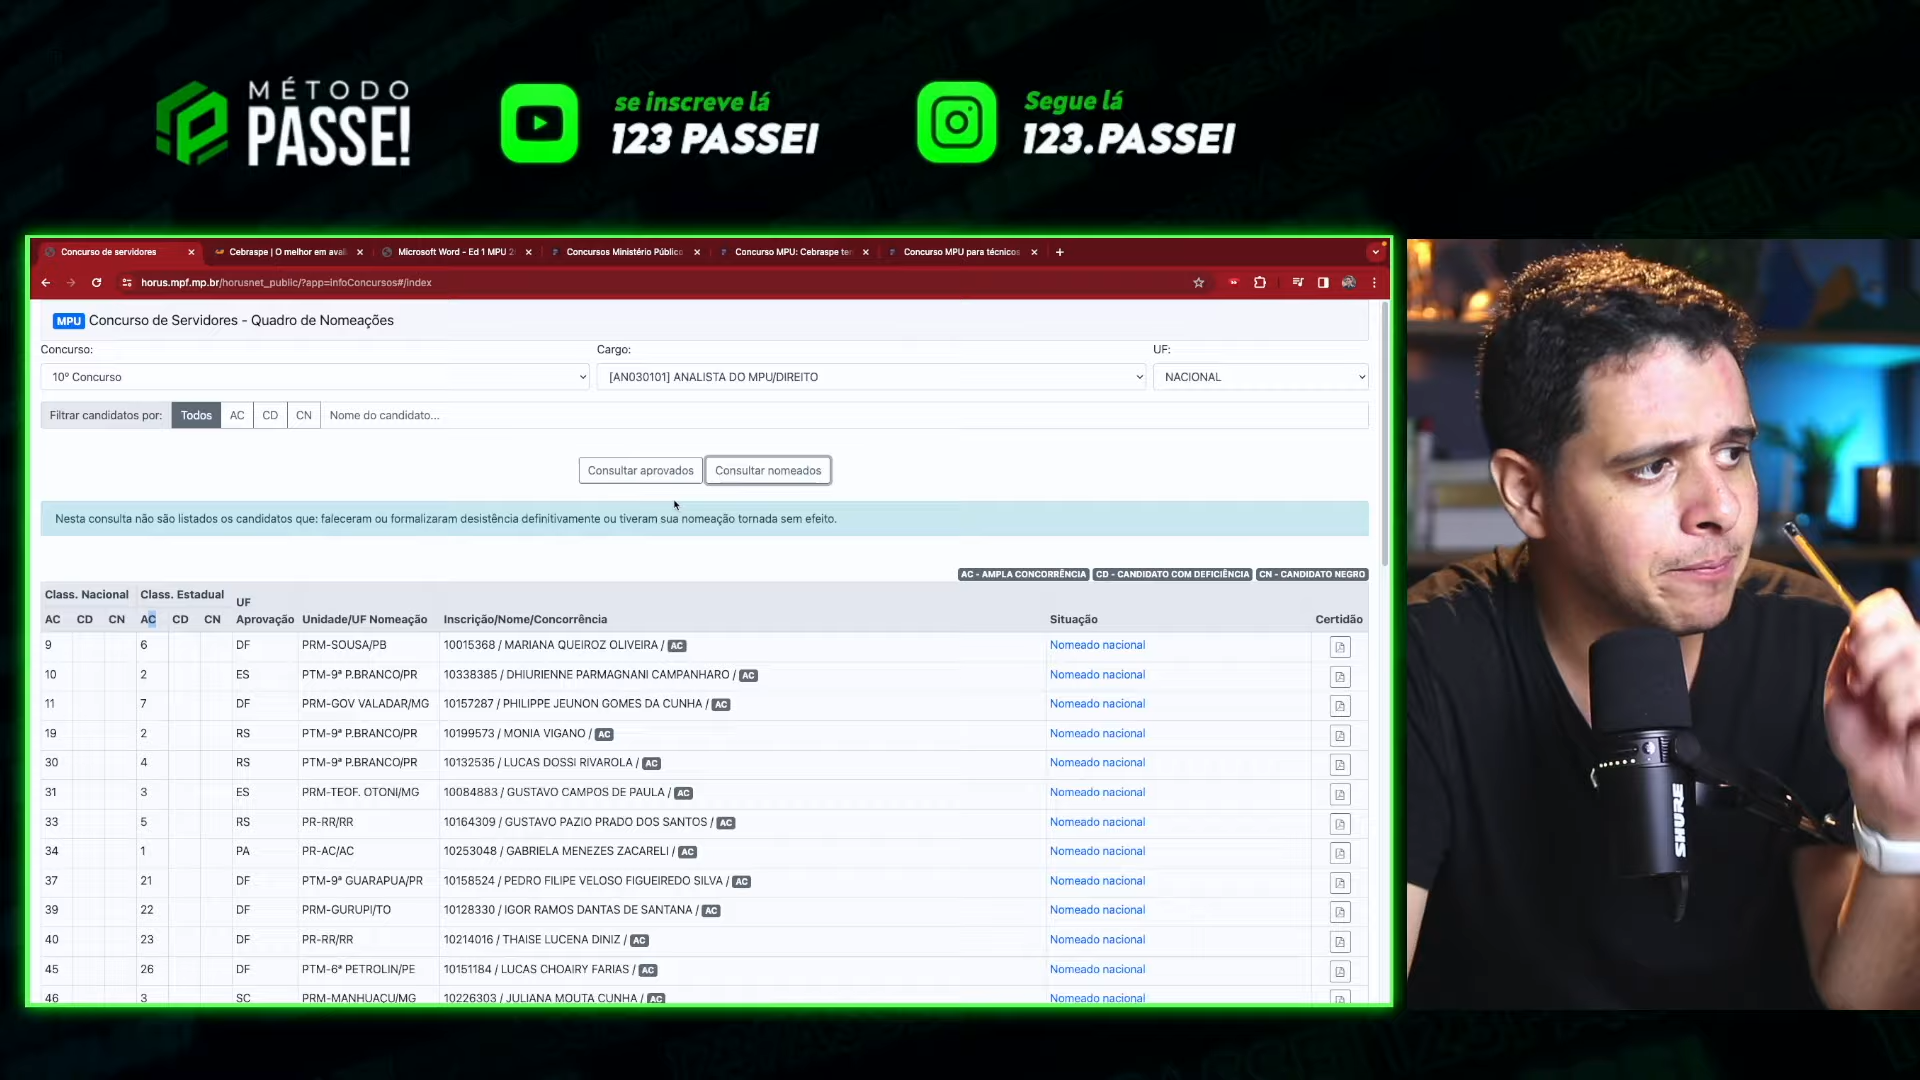 MÉTODO
PASSE!
se inscreve lá
123 PASSEI
Segue lá
123.PASSEI
Concurso de servidores
Cebraspe | O melhor em avali
Microsoft Word - Ed 1 MPU 2
Concursos Ministério Público
Concurso MPU: Cebraspe ter
Concurso MPU para técnicos
horus.mpf.mp.br/horusnet_public/?app=infoConcursos#/index
MPU Concurso de Servidores - Quadro de Nomeações
Concurso: Cargo: UF:
10º Concurso [AN030101] ANALISTA DO MPU/DIREITO NACIONAL
Filtrar candidatos por: Todos AC CD CN Nome do candidato...
Consultar aprovados Consultar nomeados
Nesta consulta não são listados os candidatos que: faleceram ou formalizaram desistência definitivamente ou tiveram sua nomeação tornada sem efeito.
AC - AMPLA CONCORRÊNCIA CD - CANDIDATO COM DEFICIÊNCIA CN - CANDIDATO NEGRO
Class. Nacional Class. Estadual UF
AC CD CN AC CD CN Aprovação Unidade/UF Nomeação Inscrição/Nome/Concorrência Situação Certidão
9 6 DF PRM-SOUSA/PB 10015368 / MARIANA QUEIROZ OLIVEIRA / AC Nomeado nacional
10 2 ES PTM-9ª P.BRANCO/PR 10338385 / DHIURIENNE PARMAGNANI CAMPANHARO / AC Nomeado nacional
11 7 DF PRM-GOV VALADAR/MG 10157287 / PHILIPPE JEUNON GOMES DA CUNHA / AC Nomeado nacional
19 2 RS PTM-9ª P.BRANCO/PR 10199573 / MONIA VIGANO / AC Nomeado nacional
30 4 RS PTM-9ª P.BRANCO/PR 10132535 / LUCAS DOSSI RIVAROLA / AC Nomeado nacional
31 3 ES PRM-TEOF. OTONI/MG 10084883 / GUSTAVO CAMPOS DE PAULA / AC Nomeado nacional
33 5 RS PR-RR/RR 10164309 / GUSTAVO PAZIO PRADO DOS SANTOS / AC Nomeado nacional
34 1 PA PR-AC/AC 10253048 / GABRIELA MENEZES ZACARELI / AC Nomeado nacional
37 21 DF PTM-9ª GUARAPUA/PR 10158524 / PEDRO FILIPE VELOSO FIGUEIREDO SILVA / AC Nomeado nacional
39 22 DF PRM-GURUPI/TO 10128330 / IGOR RAMOS DANTAS DE SANTANA / AC Nomeado nacional
40 23 DF PR-RR/RR 10214016 / THAISE LUCENA DINIZ / AC Nomeado nacional
45 26 DF PTM-6ª PETROLIN/PE 10151184 / LUCAS CHOAIRY FARIAS / AC Nomeado nacional
46 3 SC PRM-MANHUAÇU/MG 10226303 / JULIANA MOUTA CUNHA / AC Nomeado nacional
SHURE